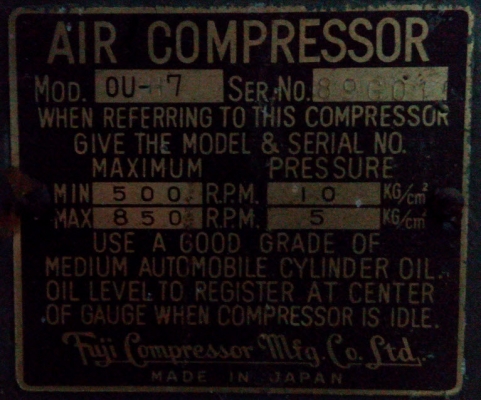 AIR COMPRESSOR
MOD. OU-H7 SER. NO.
WHEN REFERRING TO THIS COMPRESSOR
GIVE THE MODEL & SERIAL NO.
MAXIMUM PRESSURE
MIN 500 R.P.M. 10 KG/cm²
MAX 850 R.P.M. 5 KG/cm²
USE A GOOD GRADE OF
MEDIUM AUTOMOBILE CYLINDER OIL.
OIL LEVEL TO REGISTER AT CENTER
OF GAUGE WHEN COMPRESSOR IS IDLE.
Fuji Compressor Mfg. Co. Ltd.
MADE IN JAPAN